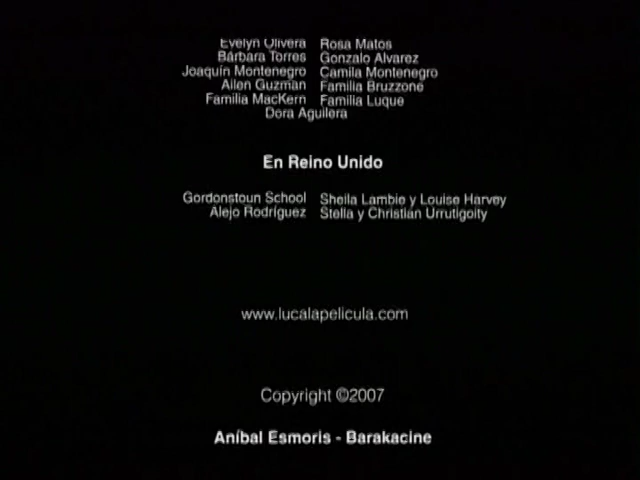 Evelyn Olivera Rosa Matos
Bárbara Torres Gonzalo Alvarez
Joaquín Montenegro Camila Montenegro
Ailen Guzman Familia Bruzzone
Familia MacKern Familia Luque
Dora Aguilera
En Reino Unido
Gordonstoun School Sheila Lambie y Louise Harvey
Alejo Rodríguez Stella y Christian Urrutigoity
www.lucalapelicula.com
Copyright ©2007
Aníbal Esmoris - Barakacine